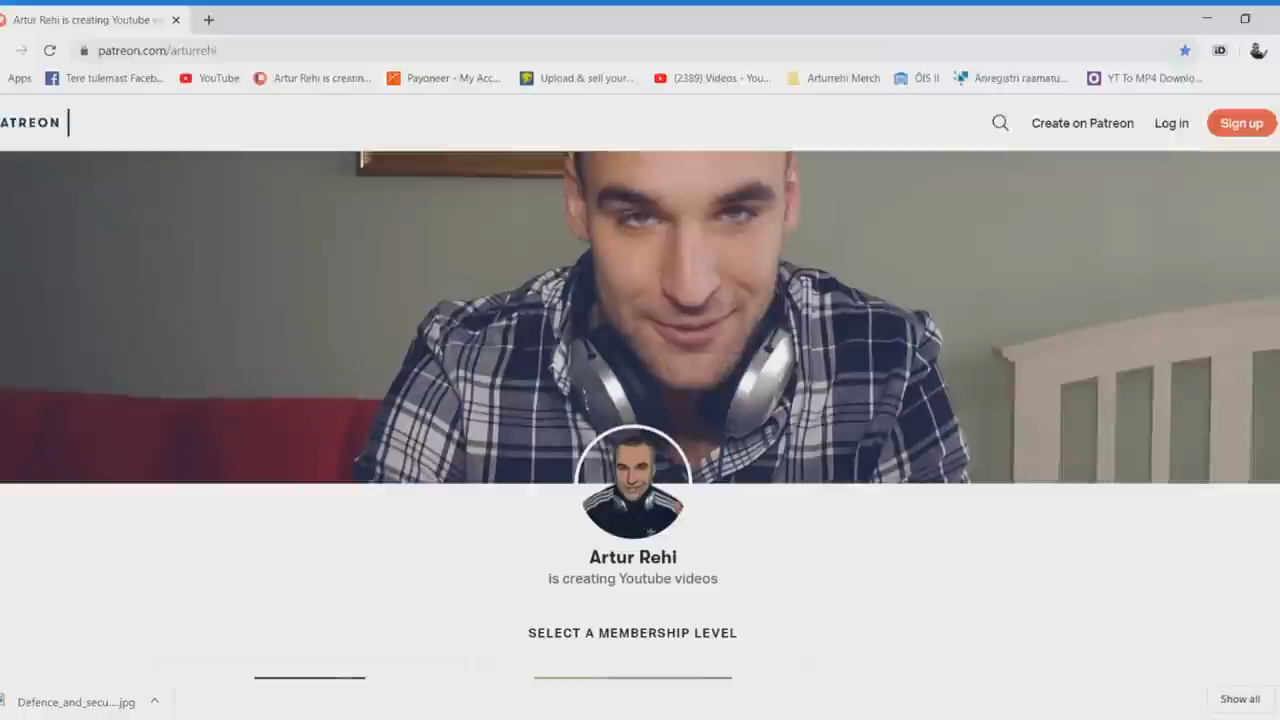 Artur Rehi is creating Youtube
patreon.com/arturrehi
Apps
Tere tulemast Faceb...
YouTube
Artur Rehi is creatin...
Payoneer - My Acc...
Upload & sell your...
(2389) Videos - You...
Arturrehi Merch
ÕIS II
Anregistri raamatu...
YT To MP4 Downlo...
ATREON
Create on Patreon
Log in
Sign up
Artur Rehi
is creating Youtube videos
SELECT A MEMBERSHIP LEVEL
Defence_and_secu....jpg
Show all